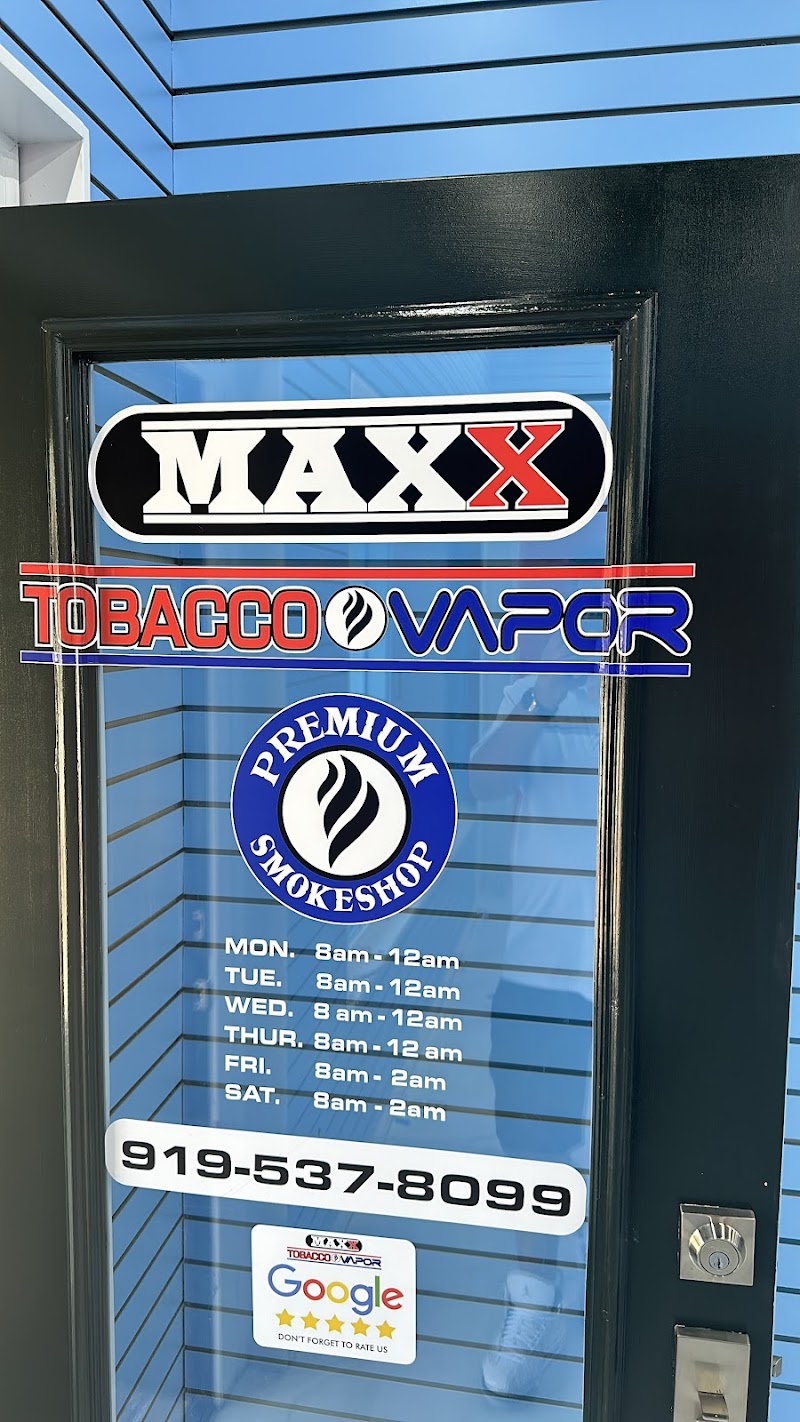 MAXX
TOBACCO VAPOR
PREMIUM
SMOKESHOP
MON. 8am - 12am
TUE. 8am - 12am
WED. 8 am - 12am
THUR. 8am - 12 am
FRI. 8am - 2am
SAT. 8am - 2am
919-537-8099
MAXX
TOBACCO VAPOR
Google
DON'T FORGET TO RATE US